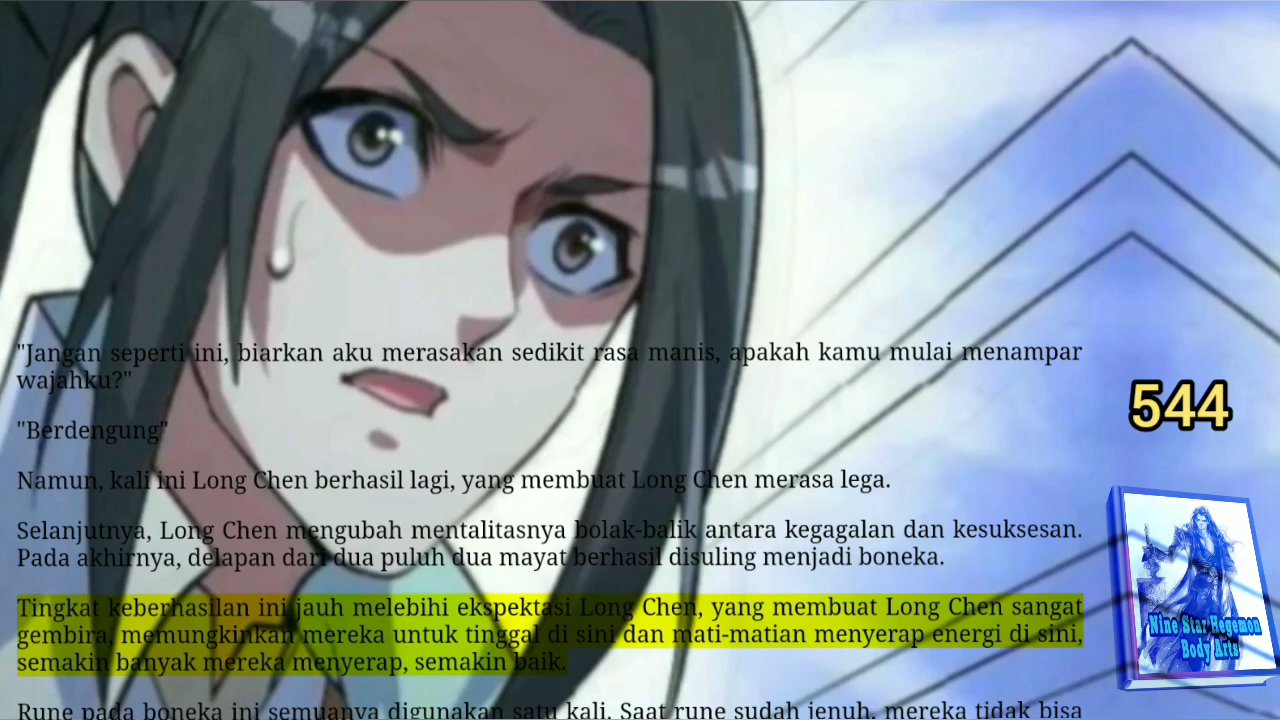 "Jangan seperti ini, biarkan aku merasakan sedikit rasa manis, apakah kamu mulai menampar
wajahku?"
"Berdengung"
Namun, kali ini Long Chen berhasil lagi, yang membuat Long Chen merasa lega.
Selanjutnya, Long Chen mengubah mentalitasnya bolak-balik antara kegagalan dan kesuksesan.
Pada akhirnya, delapan dari dua puluh dua mayat berhasil disuling menjadi boneka.
Tingkat keberhasilan ini jauh melebihi ekspektasi Long Chen, yang membuat Long Chen sangat
gembira, memungkinkan mereka untuk tinggal di sini dan mati-matian menyerap energi di sini,
semakin banyak mereka menyerap, semakin baik.
Rune pada boneka ini semuanya digunakan satu kali. Saat rune sudah jenuh, mereka tidak bisa
544
Nine Star Hegemon
Body Arts